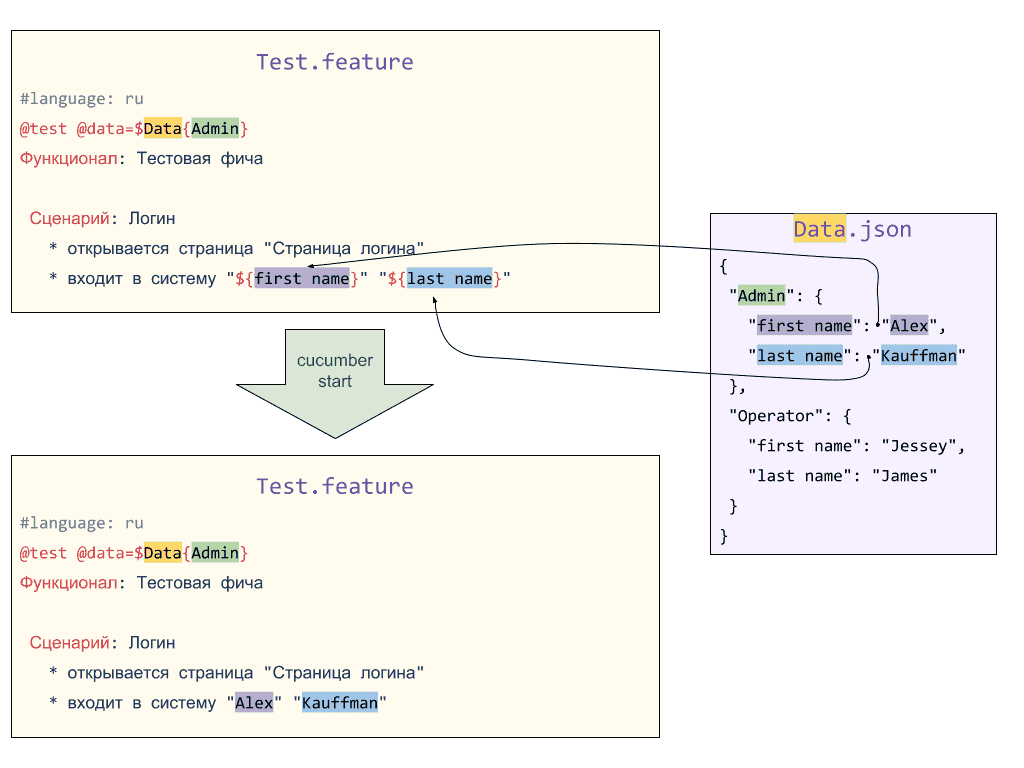 Test.feature
#language: ru
@test @data=$Data{Admin}
Функционал: Тестовая фича
Сценарий: Логин
* открывается страница "Страница логина"
* входит в систему "${first name}" "${last name}"
cucumber
start
Test.feature
#language: ru
@test @data=$Data{Admin}
Функционал: Тестовая фича
Сценарий: Логин
* открывается страница "Страница логина"
* входит в систему "Alex" "Kauffman"
Data.json
{
"Admin": {
"first name": "Alex",
"last name": "Kauffman"
},
"Operator": {
"first name": "Jessey",
"last name": "James"
}
}